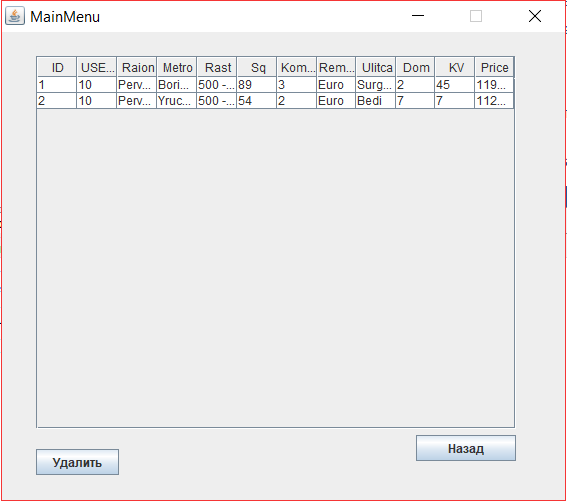 MainMenu
ID USE... Raion Metro Rast Sq Kom... Rem... Ulitca Dom KV Price
1 10 Perv... Bori... 500 -... 89 3 Euro Surg... 2 45 119...
2 10 Perv... Yruc... 500 -... 54 2 Euro Bedi 7 7 112...
Назад
Удалить